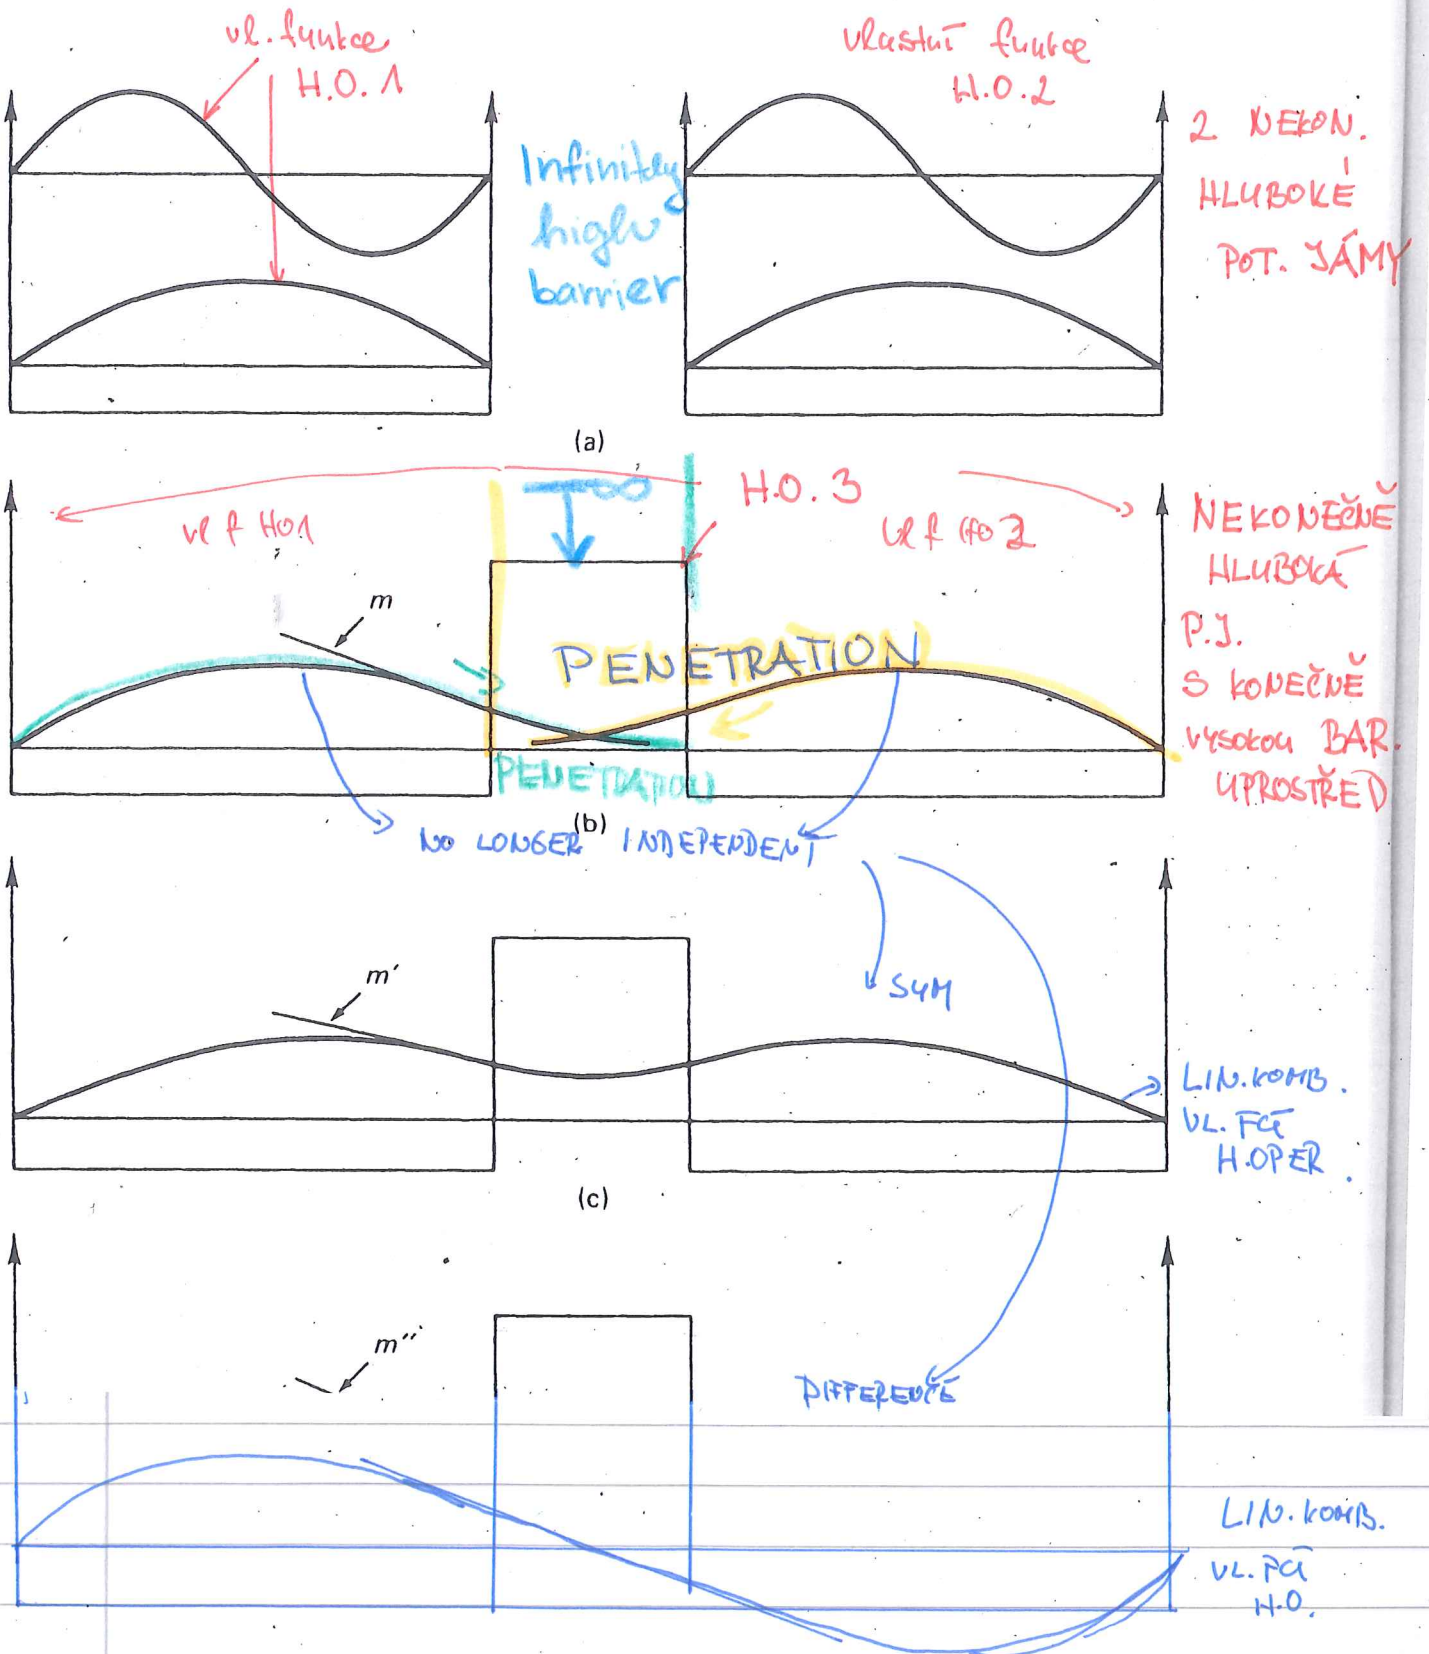 vl. funkce
H.O. 1
vlastní funkce
H.O. 2
Infinitely
high
barrier
2 NEKON.
HLUBOKÉ
POT. JÁMY
(a)
∞
H.O. 3
vl f HO1
vl f HO2
NEKONEČNĚ
HLUBOKÁ
P.J.
S KONEČNĚ
VYSOKOU BAR.
UPROSTŘED
m
PENETRATION
PENETRATION
(b)
NO LONGER INDEPENDENT
m′
SUM
LIN. KOMB.
VL. FCÍ
H.OPER.
(c)
m″
DIFFERENCE
LIN. KOMB.
VL. FCÍ
H.O.